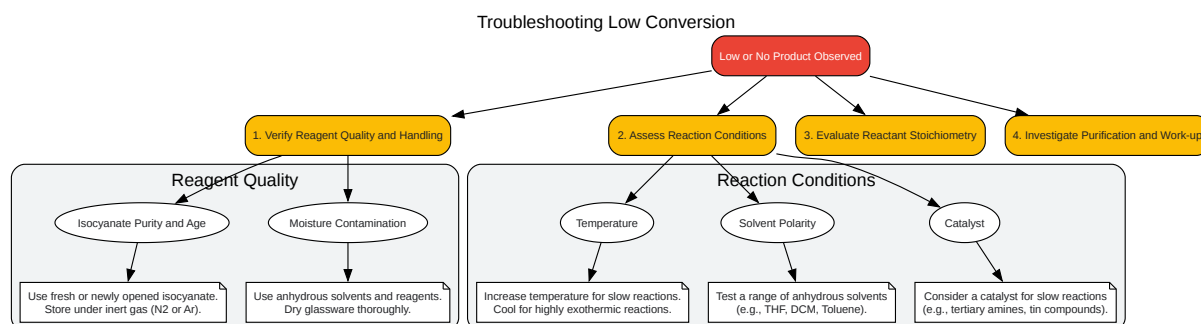 Troubleshooting Low Conversion
Low or No Product Observed
1. Verify Reagent Quality and Handling
2. Assess Reaction Conditions
3. Evaluate Reactant Stoichiometry
4. Investigate Purification and Work-up
Reagent Quality
Reaction Conditions
Isocyanate Purity and Age
Moisture Contamination
Temperature
Solvent Polarity
Catalyst
Use fresh or newly opened isocyanate.
Store under inert gas (N2 or Ar).
Use anhydrous solvents and reagents.
Dry glassware thoroughly.
Increase temperature for slow reactions.
Cool for highly exothermic reactions.
Test a range of anhydrous solvents
(e.g., THF, DCM, Toluene).
Consider a catalyst for slow reactions
(e.g., tertiary amines, tin compounds).